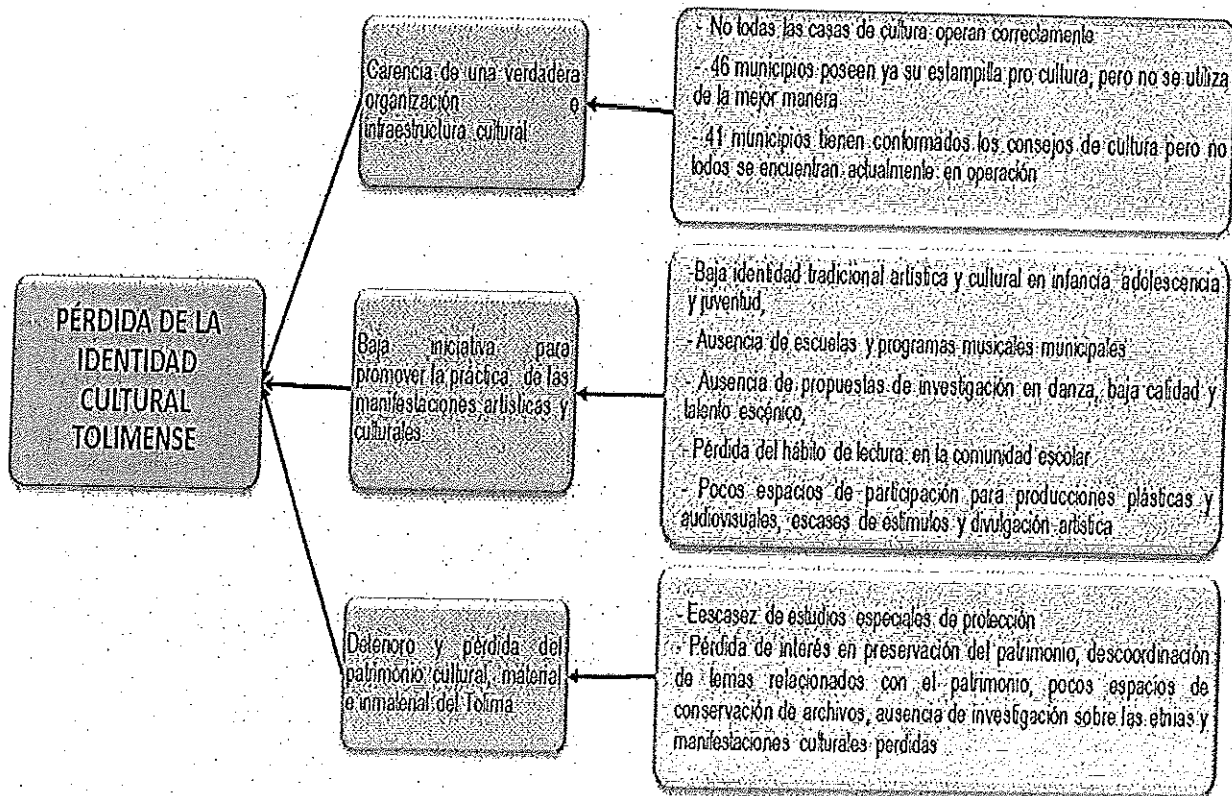 PÉRDIDA DE LA
IDENTIDAD
CULTURAL
TOLIMENSE
Carencia de una verdadera
organización o
infraestructura cultural
- No todas las casas de cultura operan correctamente
- 46 municipios poseen ya su estampilla pro cultura, pero no se utiliza
de la mejor manera
- 41 municipios tienen conformados los consejos de cultura pero no
todos se encuentran actualmente en operación
Baja iniciativa para
promover la práctica de las
manifestaciones artísticas y
culturales
-Baja identidad tradicional artística y cultural en infancia, adolescencia
y juventud,
- Ausencia de escuelas y programas musicales municipales
- Ausencia de propuestas de investigación en danza, baja calidad y
talento escénico,
- Pérdida del hábito de lectura en la comunidad escolar
- Pocos espacios de participación para producciones plásticas y
audiovisuales, escases de estímulos y divulgación artística
Deterioro y pérdida del
patrimonio cultural, material
e inmaterial del Tolima
- Eescasez de estudios especiales de protección
- Pérdida de interés en preservación del patrimonio, descoordinación
de temas relacionados con el patrimonio, pocos espacios de
conservación de archivos, ausencia de investigación sobre las etnias y
manifestaciones culturales perdidas